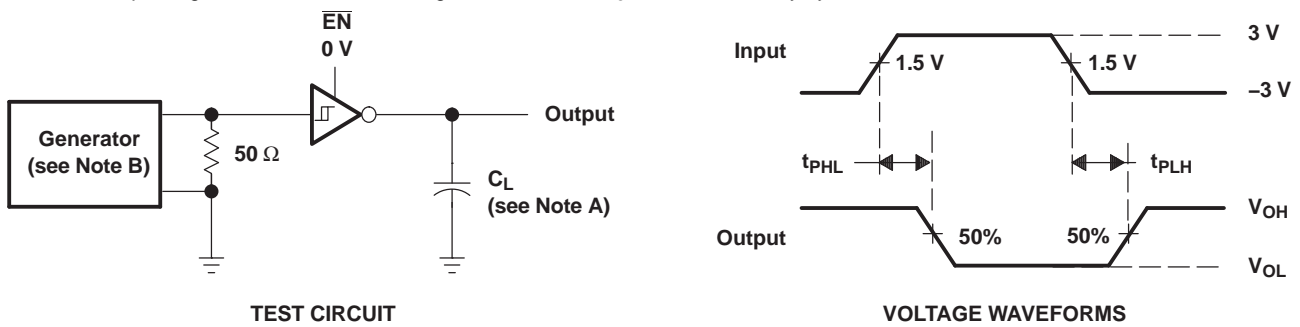 EN
0 V
Generator
(see Note B)
50 Ω
Output
CL
(see Note A)
TEST CIRCUIT
Input
1.5 V
1.5 V
3 V
–3 V
tPHL
tPLH
Output
50%
50%
VOH
VOL
VOLTAGE WAVEFORMS